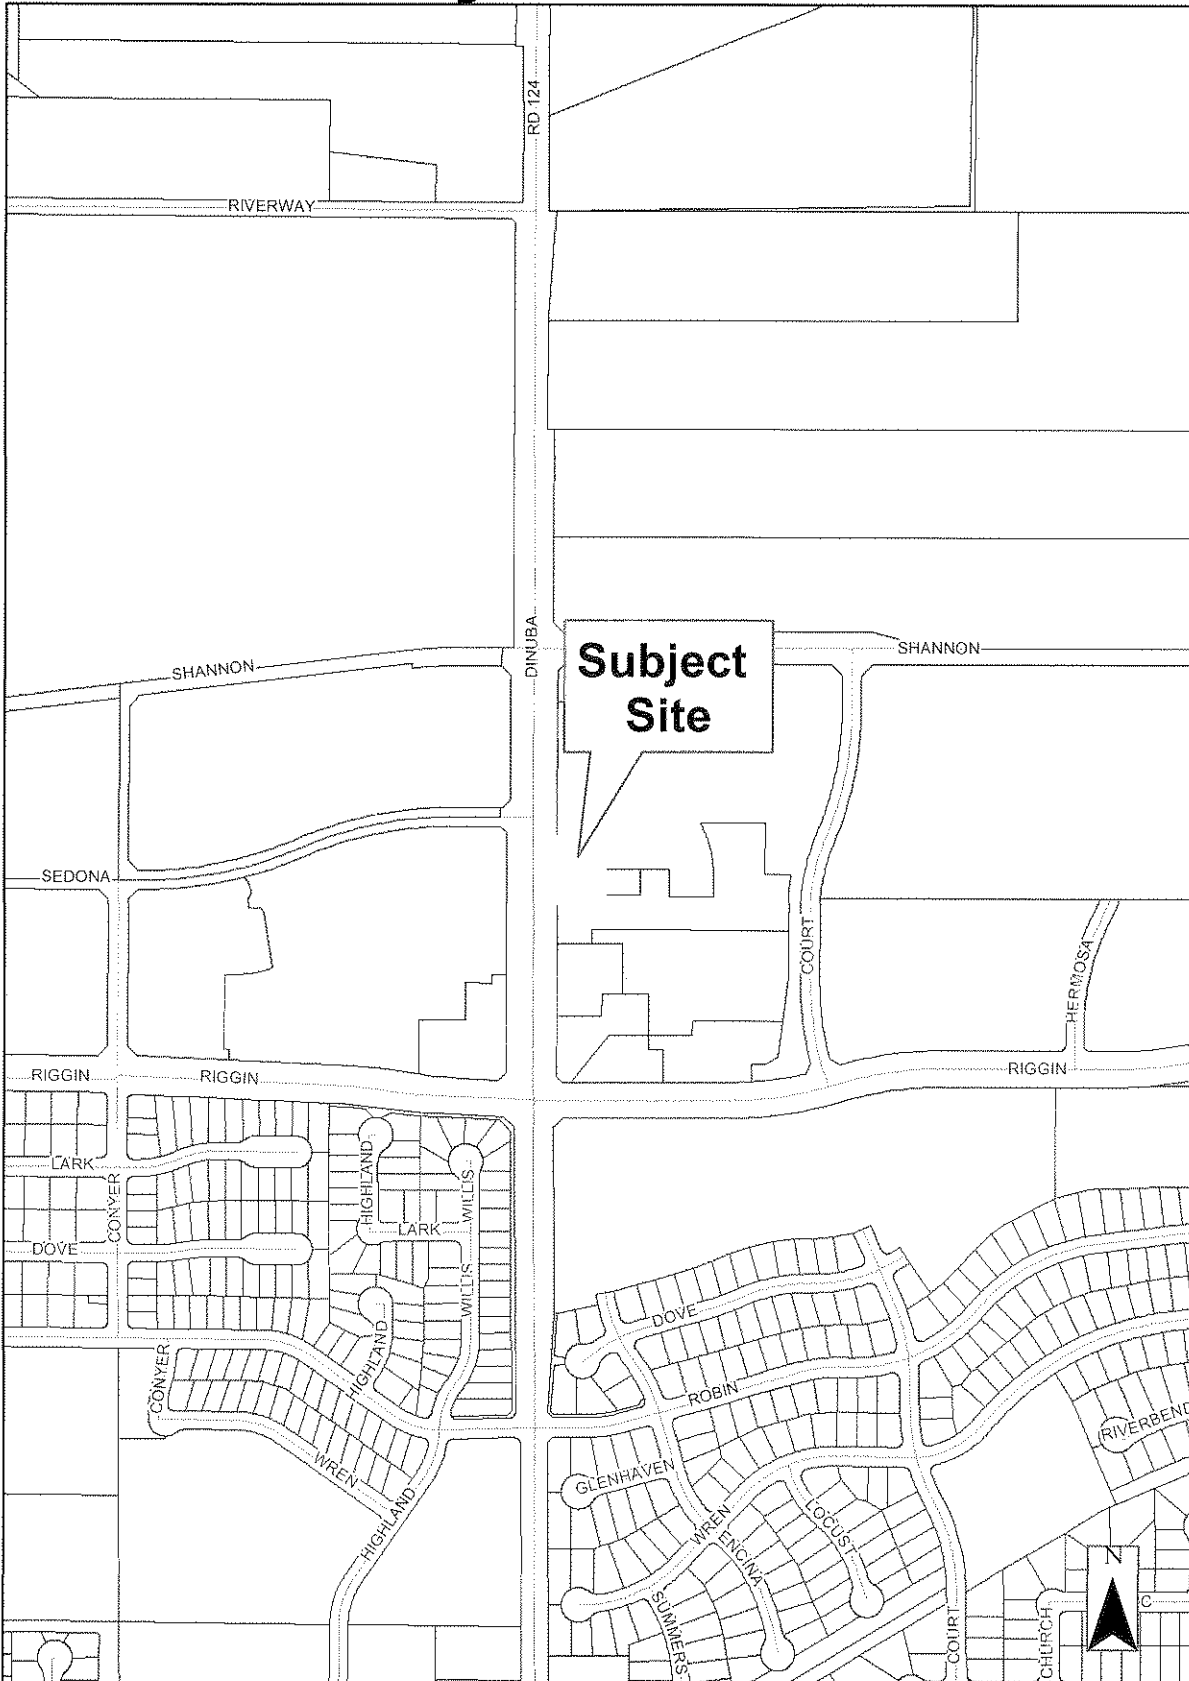 RD 124
RIVERWAY
DINUBA
Subject
Site
SHANNON
SHANNON
SEDONA
COURT
HERMOSA
RIGGIN
RIGGIN
RIGGIN
LARK
CONYER
HIGHLAND
WILLIS
LARK
DOVE
WILLIS
DOVE
HIGHLAND
CONYER
ROBIN
RIVERBEND
WREN
GLENHAVEN
HIGHLAND
WREN
LOCUST
ENCINA
N
SUMMERS
COURT
CHURCH
C